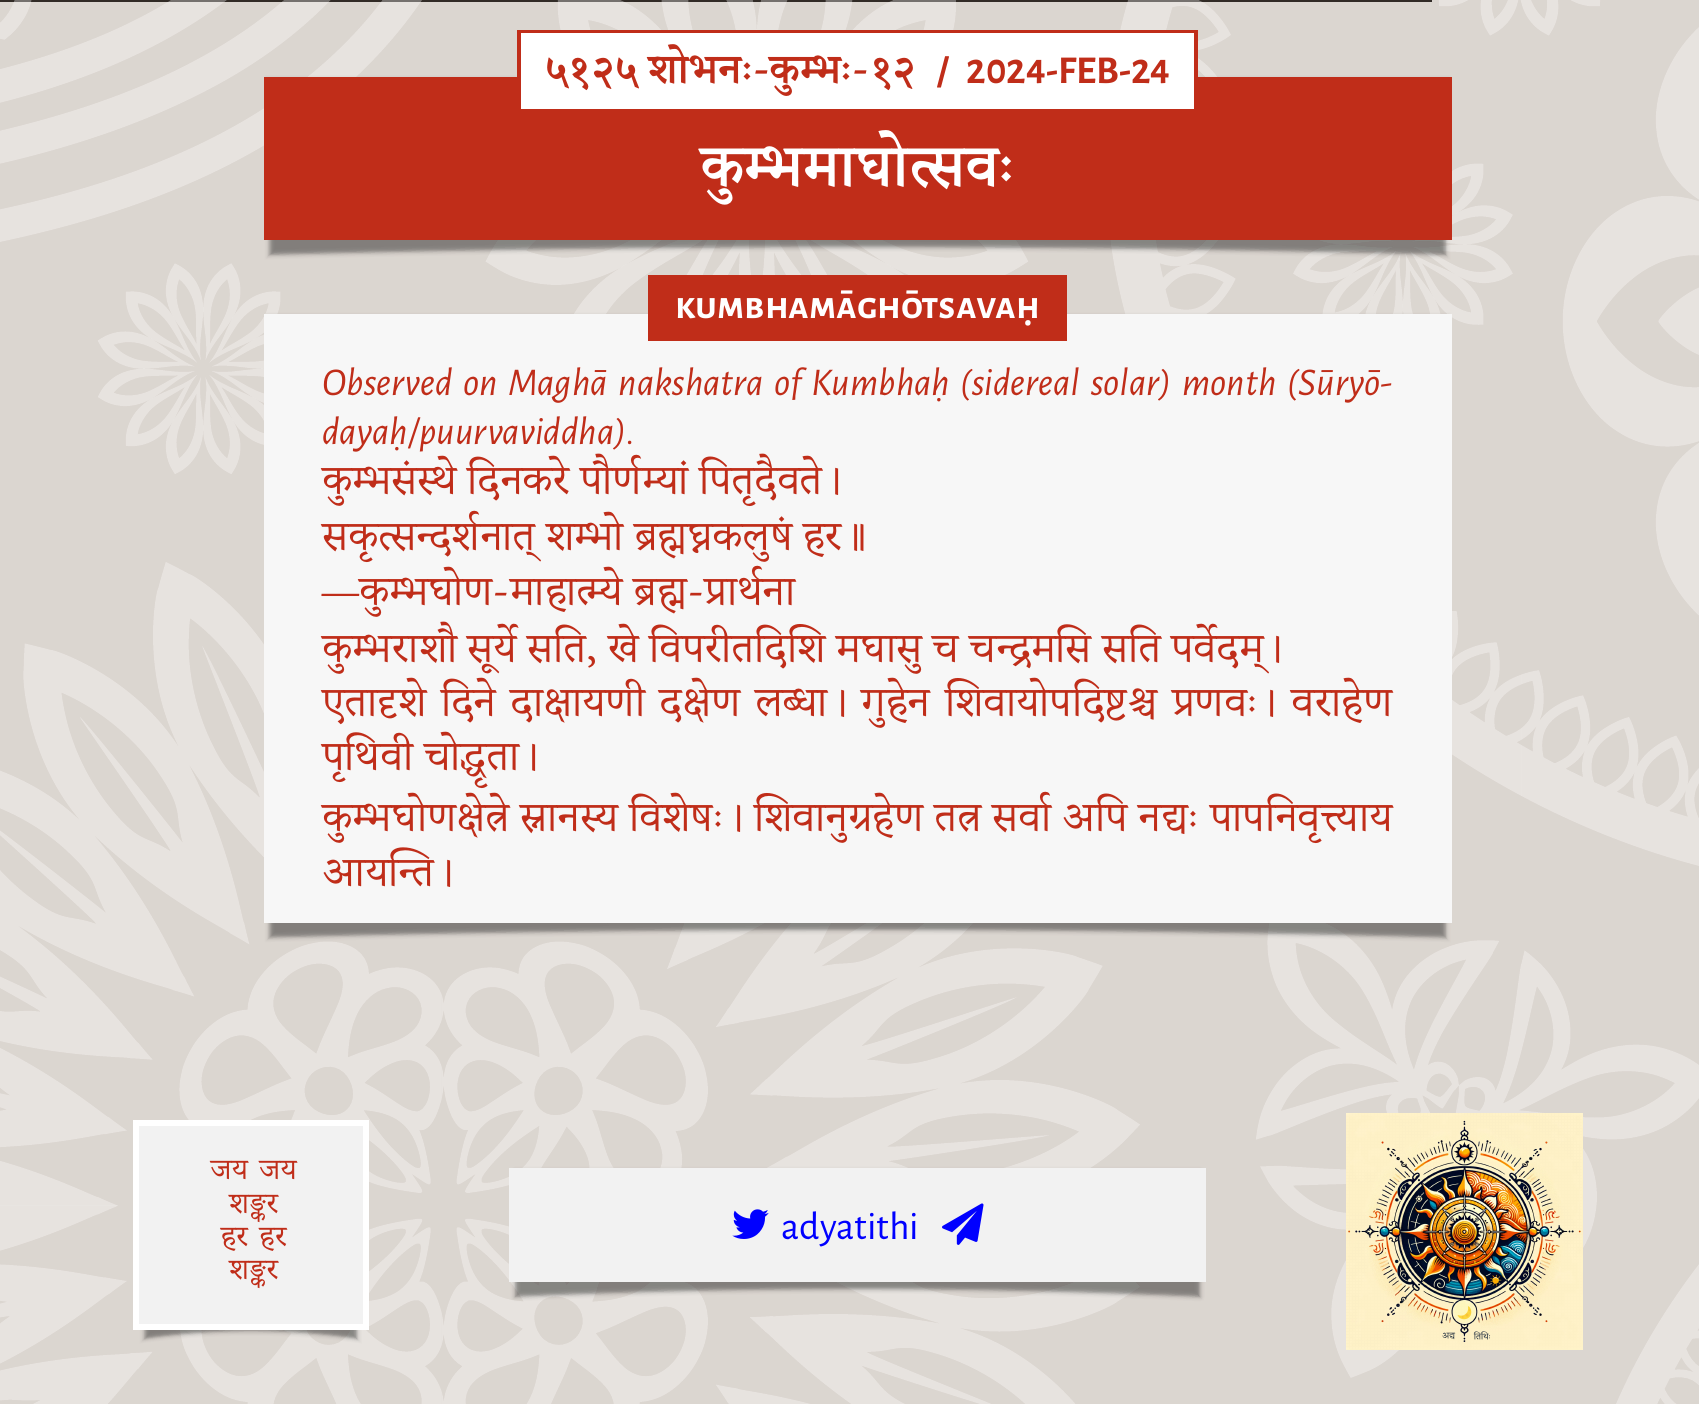 ५१२५ शोभनः-कुम्भः-१२ / 2024-FEB-24
कुम्भमाघोत्सवः
KUMBHAMĀGHŌTSAVAḤ
Observed on Maghā nakshatra of Kumbhaḥ (sidereal solar) month (Sūryō-
dayaḥ/puurvaviddha).
कुम्भसंस्थे दिनकरे पौर्णम्यां पितृदैवते।
सकृत्सन्दर्शनात् शम्भो ब्रह्मघ्नकलुषं हर॥
—कुम्भघोण-माहात्म्ये ब्रह्म-प्रार्थना
कुम्भराशौ सूर्ये सति, खे विपरीतदिशि मघासु च चन्द्रमसि सति पर्वेदम्।
एतादृशे दिने दाक्षायणी दक्षेण लब्धा। गुहेन शिवायोपदिष्टश्च प्रणवः। वराहेण
पृथिवी चोद्धृता।
कुम्भघोणक्षेत्रे स्नानस्य विशेषः। शिवानुग्रहेण तत्र सर्वा अपि नद्यः पापनिवृत्त्याय
आयन्ति।
जय जय
शङ्कर
हर हर
शङ्कर
adyatithi
अद्य तिथिः